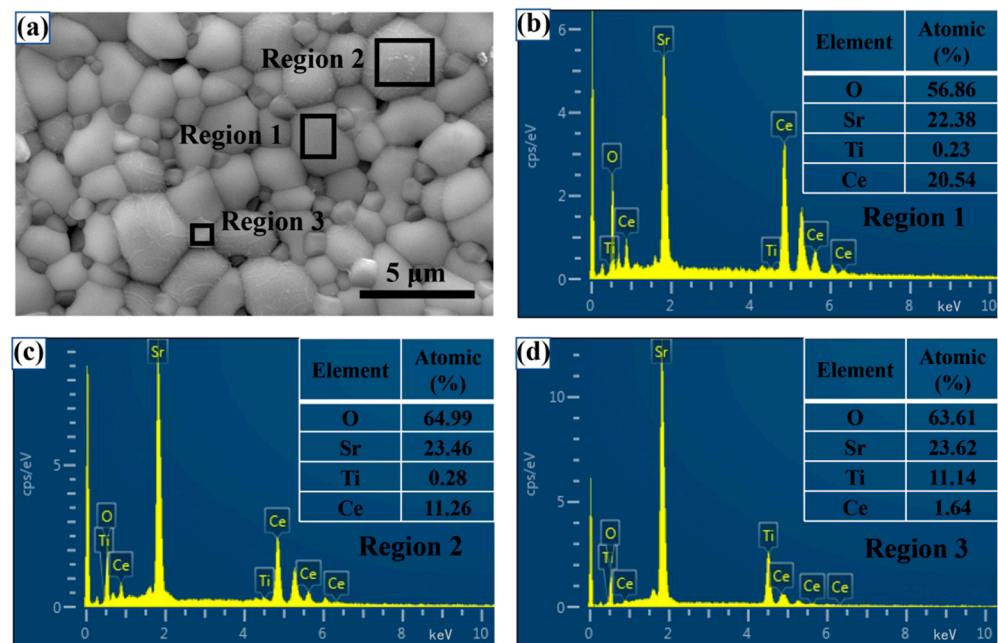 (a)
Region 2
Region 1
Region 3
5 μm
(b)
cps/eV
6
4
2
0
Sr
Ce
O
Ce
Ti
Ti
Ce
Ce
0 2 4 6 8 10
keV
Element Atomic (%)
O 56.86
Sr 22.38
Ti 0.23
Ce 20.54
Region 1
(c)
cps/eV
5
0
Sr
O
Ti
Ce
Ce
Ti
Ce
Ce
0 2 4 6 8 10
keV
Element Atomic (%)
O 64.99
Sr 23.46
Ti 0.28
Ce 11.26
Region 2
(d)
cps/eV
10
5
0
Sr
O
Ti
Ce
Ti
Ce
Ce
Ce
0 2 4 6 8 10
keV
Element Atomic (%)
O 63.61
Sr 23.62
Ti 11.14
Ce 1.64
Region 3